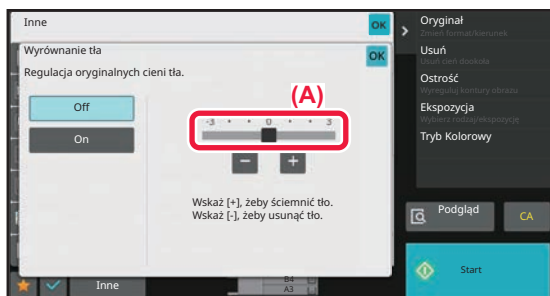 Inne
OK
Wyrównanie tła
OK
Regulacja oryginalnych cieni tła.
(A)
Off
On
-3 • • 0 • • 3
− +
Wskaż [+], żeby ściemnić tło.
Wskaż [-], żeby usunąć tło.
Inne
B4
A3
Oryginał
Zmień format/kierunek
Usuń
Usuń cień dookoła
Ostrość
Wyreguluj kontury obrazu
Ekspozycja
Wybierz rodzaj/ekspozycję
Tryb Kolorowy
Podgląd
CA
Start